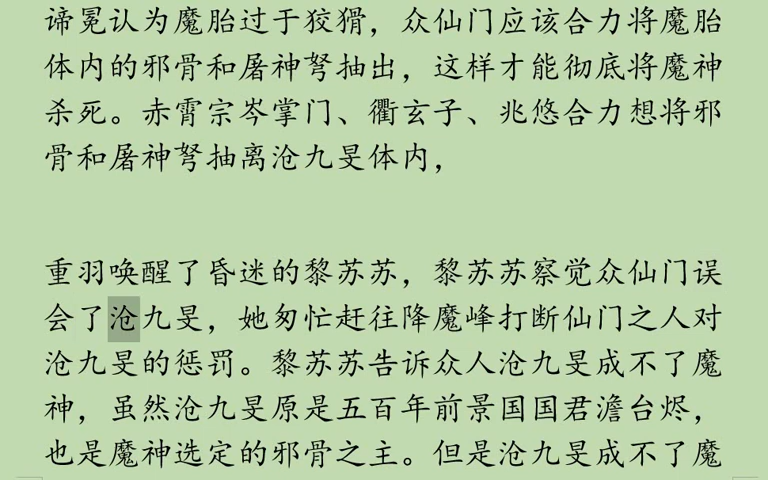 谛冕认为魔胎过于狡猾，众仙门应该合力将魔胎
体内的邪骨和屠神弩抽出，这样才能彻底将魔神
杀死。赤霄宗岑掌门、衢玄子、兆悠合力想将邪
骨和屠神弩抽离沧九旻体内，
重羽唤醒了昏迷的黎苏苏，黎苏苏察觉众仙门误
会了沧九旻，她匆忙赶往降魔峰打断仙门之人对
沧九旻的惩罚。黎苏苏告诉众人沧九旻成不了魔
神，虽然沧九旻原是五百年前景国国君澹台烬，
也是魔神选定的邪骨之主。但是沧九旻成不了魔